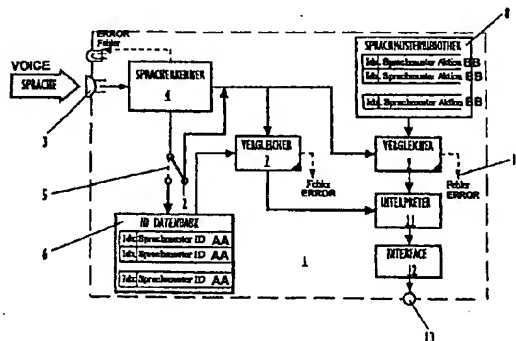 ERROR
Fehler
VOICE
SPRACHE
3
SPRACHERKENNER
4
8
SPRACHMUSTERBIBLIOTHEK
Idx. Sprachmuster Aktion BB
Idx. Sprachmuster Aktion BB
Idx. Sprachmuster Aktion BB
5
VERGLEICHER
7
Fehler
ERROR
VERGLEICHER
9
Fehler
ERROR
6
ID DATENBANK
Idx. Sprachmuster ID AA
Idx. Sprachmuster ID AA
Idx. Sprachmuster ID AA
INTERPRETER
11
INTERFACE
12
1
13